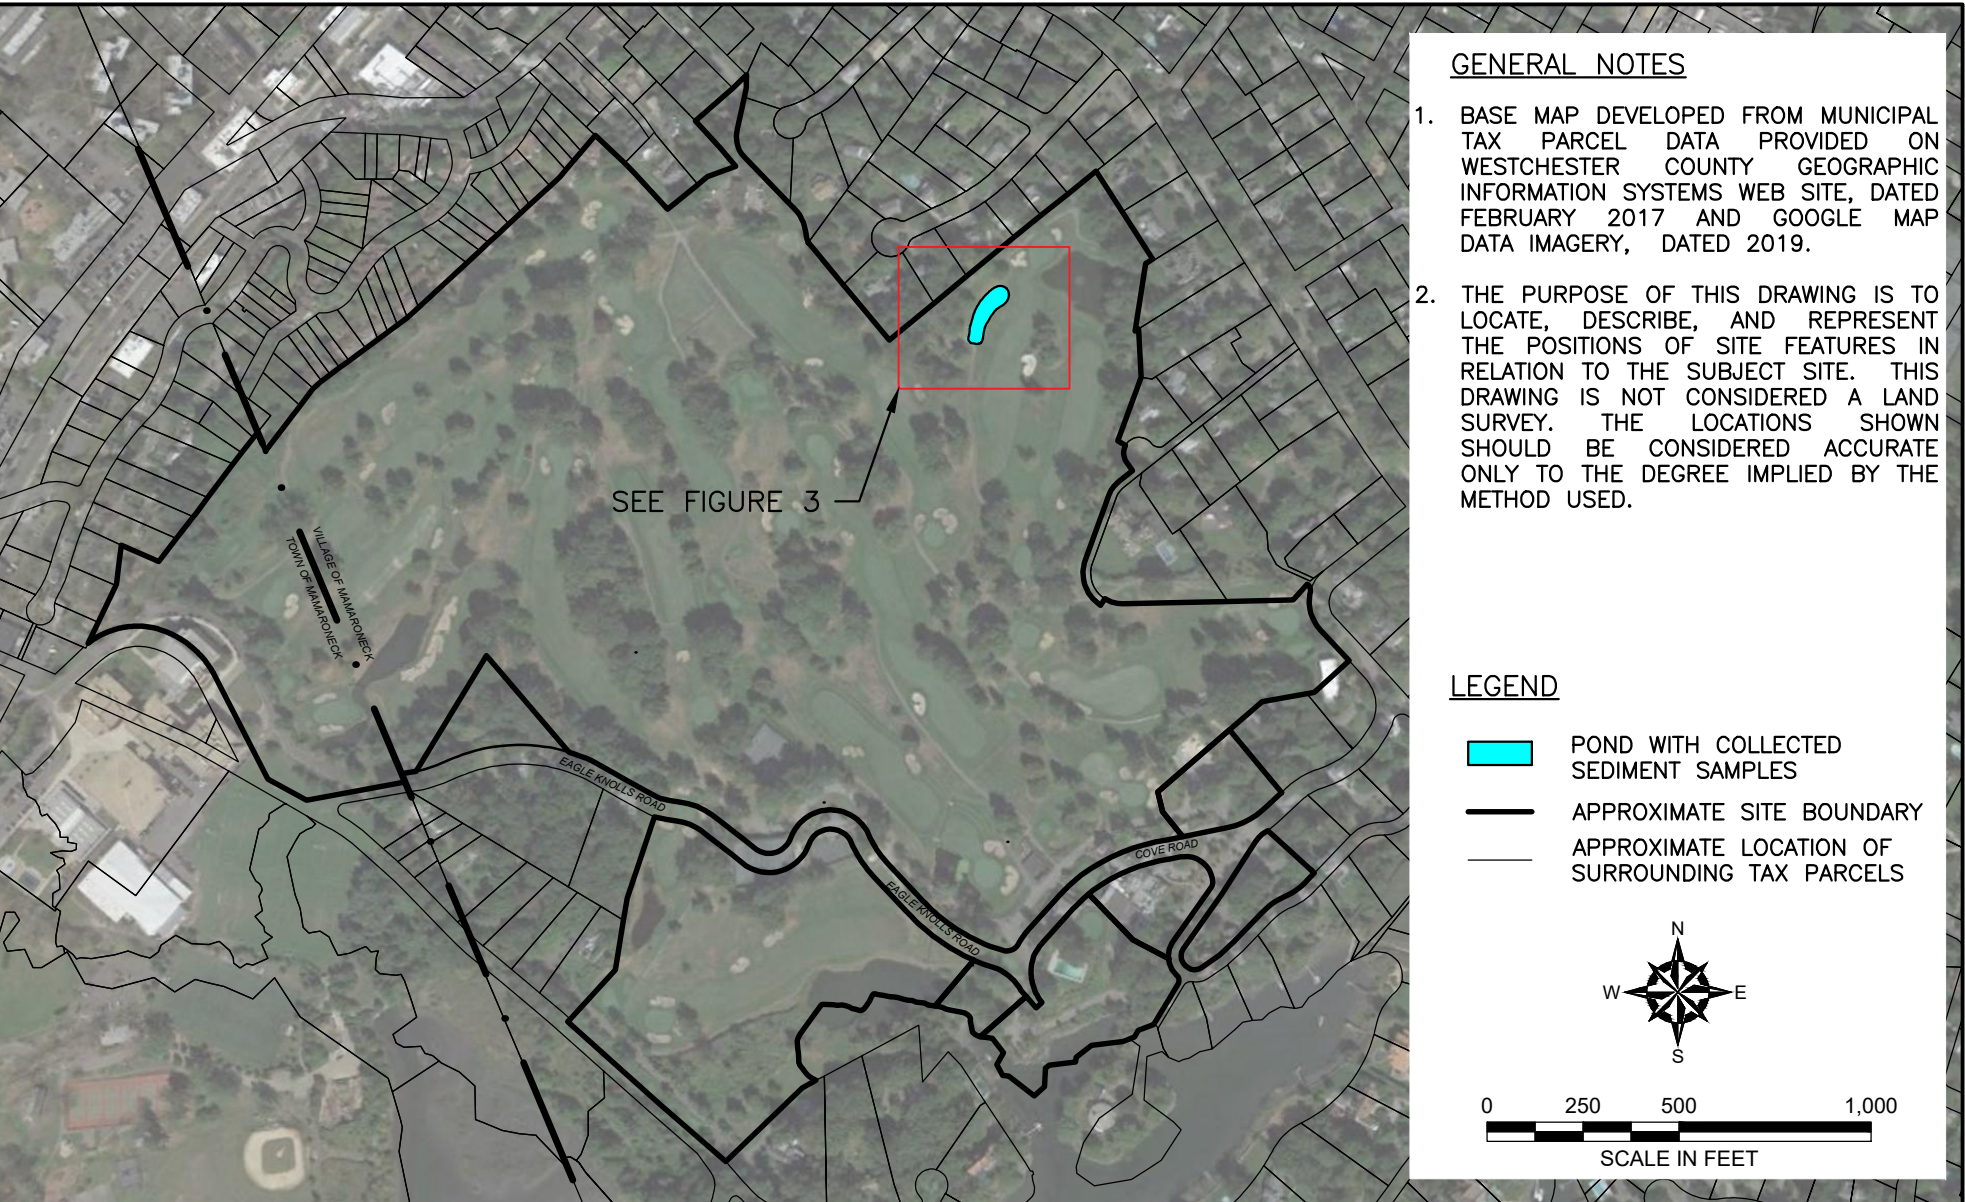 GENERAL NOTES
1. BASE MAP DEVELOPED FROM MUNICIPAL
TAX PARCEL DATA PROVIDED ON
WESTCHESTER COUNTY GEOGRAPHIC
INFORMATION SYSTEMS WEB SITE, DATED
FEBRUARY 2017 AND GOOGLE MAP
DATA IMAGERY, DATED 2019.
2. THE PURPOSE OF THIS DRAWING IS TO
LOCATE, DESCRIBE, AND REPRESENT
THE POSITIONS OF SITE FEATURES IN
RELATION TO THE SUBJECT SITE. THIS
DRAWING IS NOT CONSIDERED A LAND
SURVEY. THE LOCATIONS SHOWN
SHOULD BE CONSIDERED ACCURATE
ONLY TO THE DEGREE IMPLIED BY THE
METHOD USED.
SEE FIGURE 3
VILLAGE OF MAMARONECK
TOWN OF MAMARONECK
EAGLE KNOLLS ROAD
EAGLE KNOLLS ROAD
COVE ROAD
LEGEND
POND WITH COLLECTED
SEDIMENT SAMPLES
APPROXIMATE SITE BOUNDARY
APPROXIMATE LOCATION OF
SURROUNDING TAX PARCELS
N
W E
S
0 250 500 1,000
SCALE IN FEET